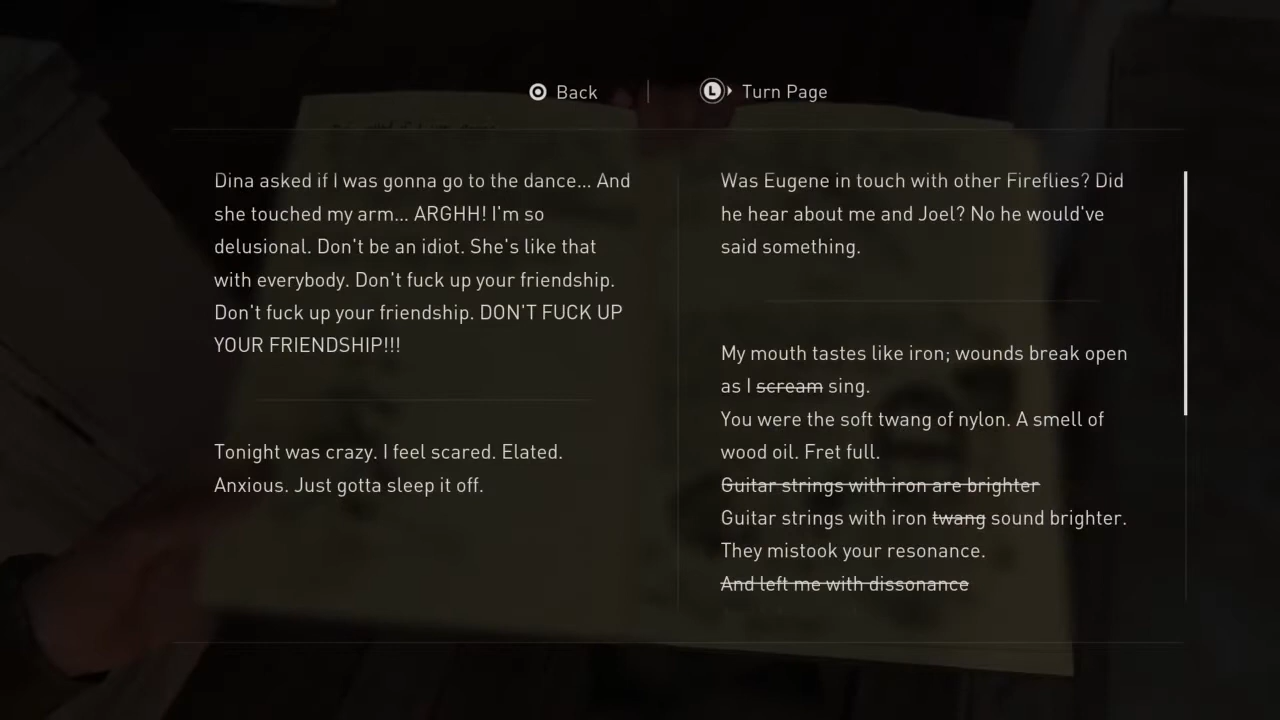 Back
L Turn Page
Dina asked if I was gonna go to the dance... And
she touched my arm... ARGHH! I'm so
delusional. Don't be an idiot. She's like that
with everybody. Don't fuck up your friendship.
Don't fuck up your friendship. DON'T FUCK UP
YOUR FRIENDSHIP!!!
Tonight was crazy. I feel scared. Elated.
Anxious. Just gotta sleep it off.
Was Eugene in touch with other Fireflies? Did
he hear about me and Joel? No he would've
said something.
My mouth tastes like iron; wounds break open
as I scream sing.
You were the soft twang of nylon. A smell of
wood oil. Fret full.
Guitar strings with iron are brighter
Guitar strings with iron twang sound brighter.
They mistook your resonance.
And left me with dissonance